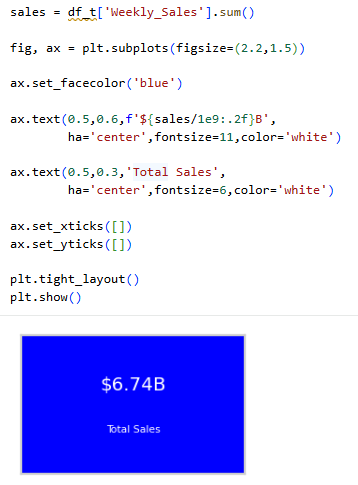 sales = df_t['Weekly_Sales'].sum()
fig, ax = plt.subplots(figsize=(2.2,1.5))
ax.set_facecolor('blue')
ax.text(0.5,0.6,f'${sales/1e9:.2f}B',
ha='center',fontsize=11,color='white')
ax.text(0.5,0.3,'Total Sales',
ha='center',fontsize=6,color='white')
ax.set_xticks([])
ax.set_yticks([])
plt.tight_layout()
plt.show()
$6.74B
Total Sales